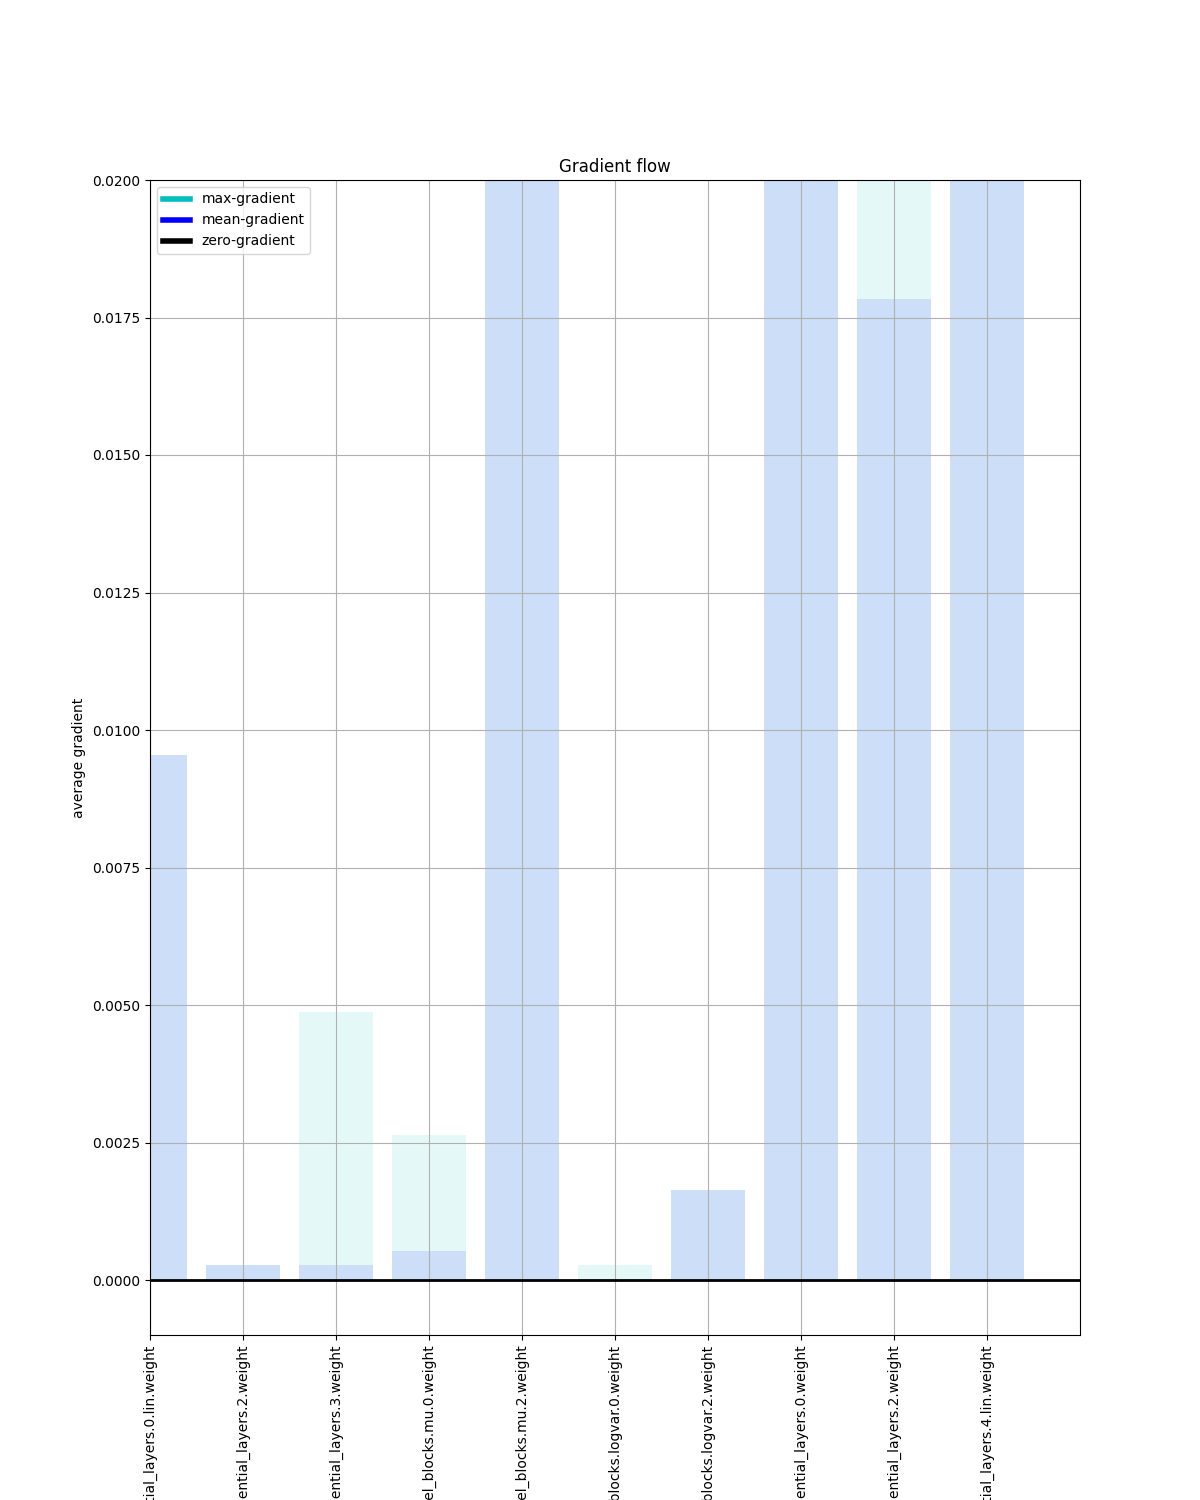 Gradient flow
max-gradient
mean-gradient
zero-gradient
0.0200
0.0175
0.0150
0.0125
0.0100
0.0075
0.0050
0.0025
0.0000
average gradient
tial_layers.0.lin.weight
ential_layers.2.weight
ential_layers.3.weight
el_blocks.mu.0.weight
el_blocks.mu.2.weight
blocks.logvar.0.weight
blocks.logvar.2.weight
ential_layers.0.weight
ential_layers.2.weight
tial_layers.4.lin.weight